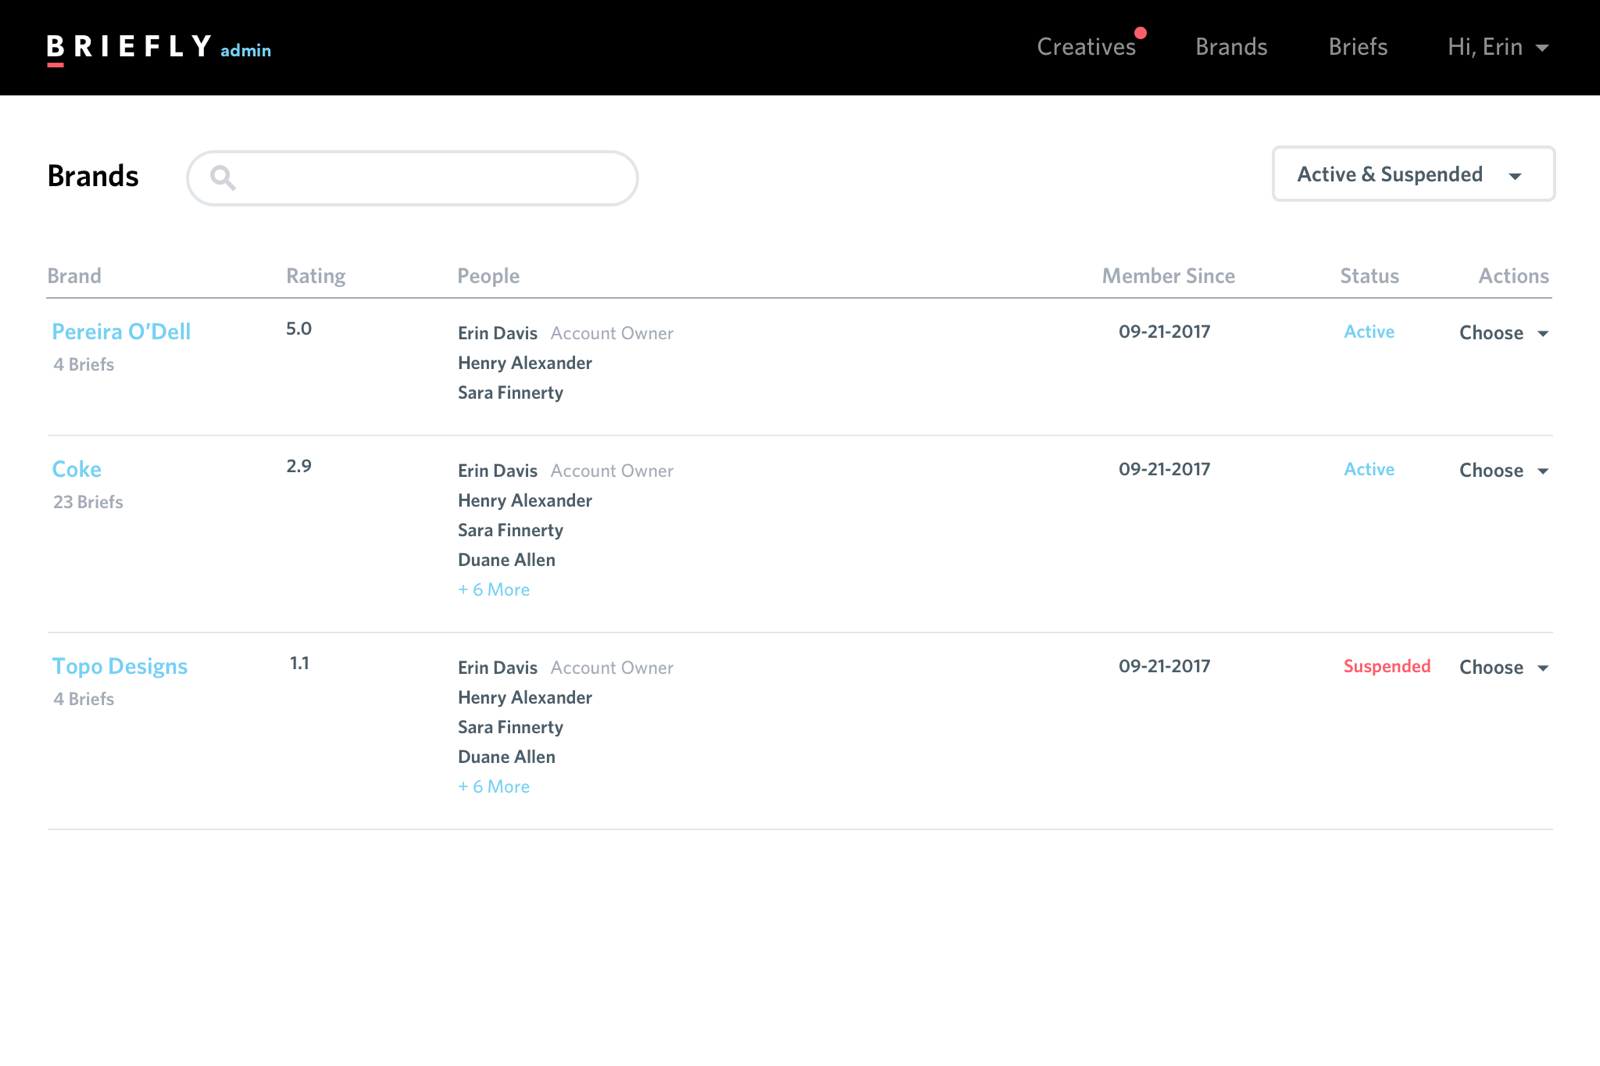 BRIEFLY admin
Creatives Brands Briefs Hi, Erin
Brands
Active & Suspended
Brand Rating People Member Since Status Actions
Pereira O’Dell 5.0 Erin Davis Account Owner 09-21-2017 Active Choose
4 Briefs Henry Alexander
Sara Finnerty
Coke 2.9 Erin Davis Account Owner 09-21-2017 Active Choose
23 Briefs Henry Alexander
Sara Finnerty
Duane Allen
+ 6 More
Topo Designs 1.1 Erin Davis Account Owner 09-21-2017 Suspended Choose
4 Briefs Henry Alexander
Sara Finnerty
Duane Allen
+ 6 More